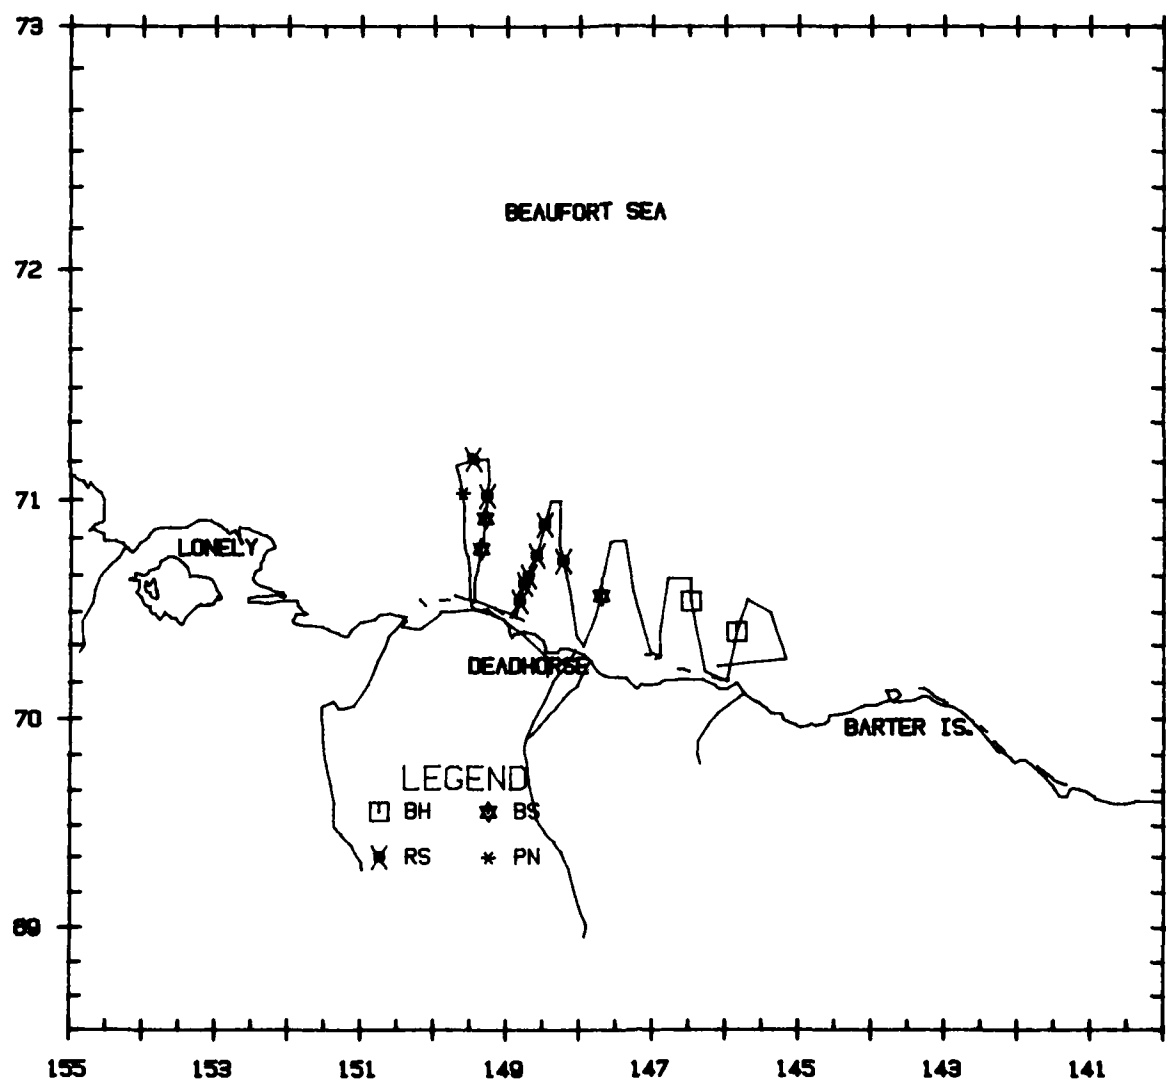 73
BEAUFORT SEA
72
71
LONELY
DEADHORSE
70
BARTER IS.
LEGEND
BH BS
RS PN
69
155 153 151 149 147 145 143 141